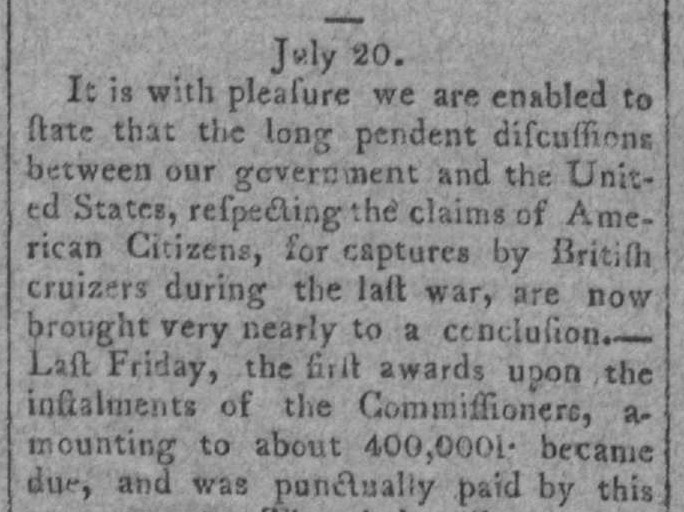 July 20.
It is with pleaſure we are enabled to
ſtate that the long pendent diſcuſſions
between our government and the Unit-
ed States, reſpecting the claims of Ame-
rican Citizens, for captures by Britiſh
cruizers during the laſt war, are now
brought very nearly to a concluſion.—
Laſt Friday, the firſt awards upon the
inſtalments of the Commiſſioners, a-
mounting to about 400,000l· became
due, and was punctually paid by this